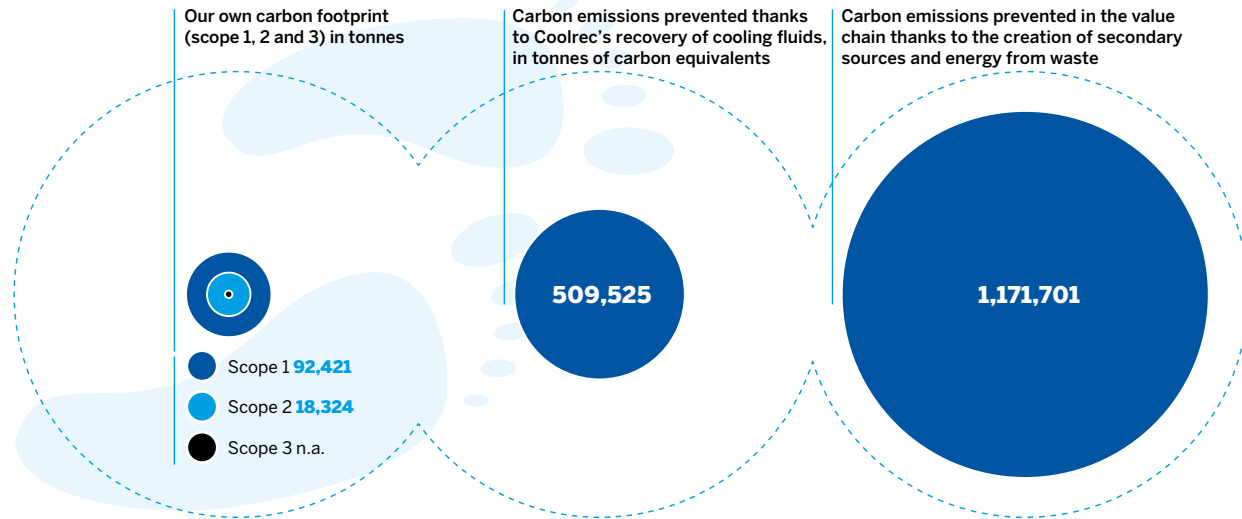 Our own carbon footprint
(scope 1, 2 and 3) in tonnes
Carbon emissions prevented thanks
to Coolrec’s recovery of cooling fluids,
in tonnes of carbon equivalents
Carbon emissions prevented in the value
chain thanks to the creation of secondary
sources and energy from waste
509,525
1,171,701
Scope 1 92,421
Scope 2 18,324
Scope 3 n.a.